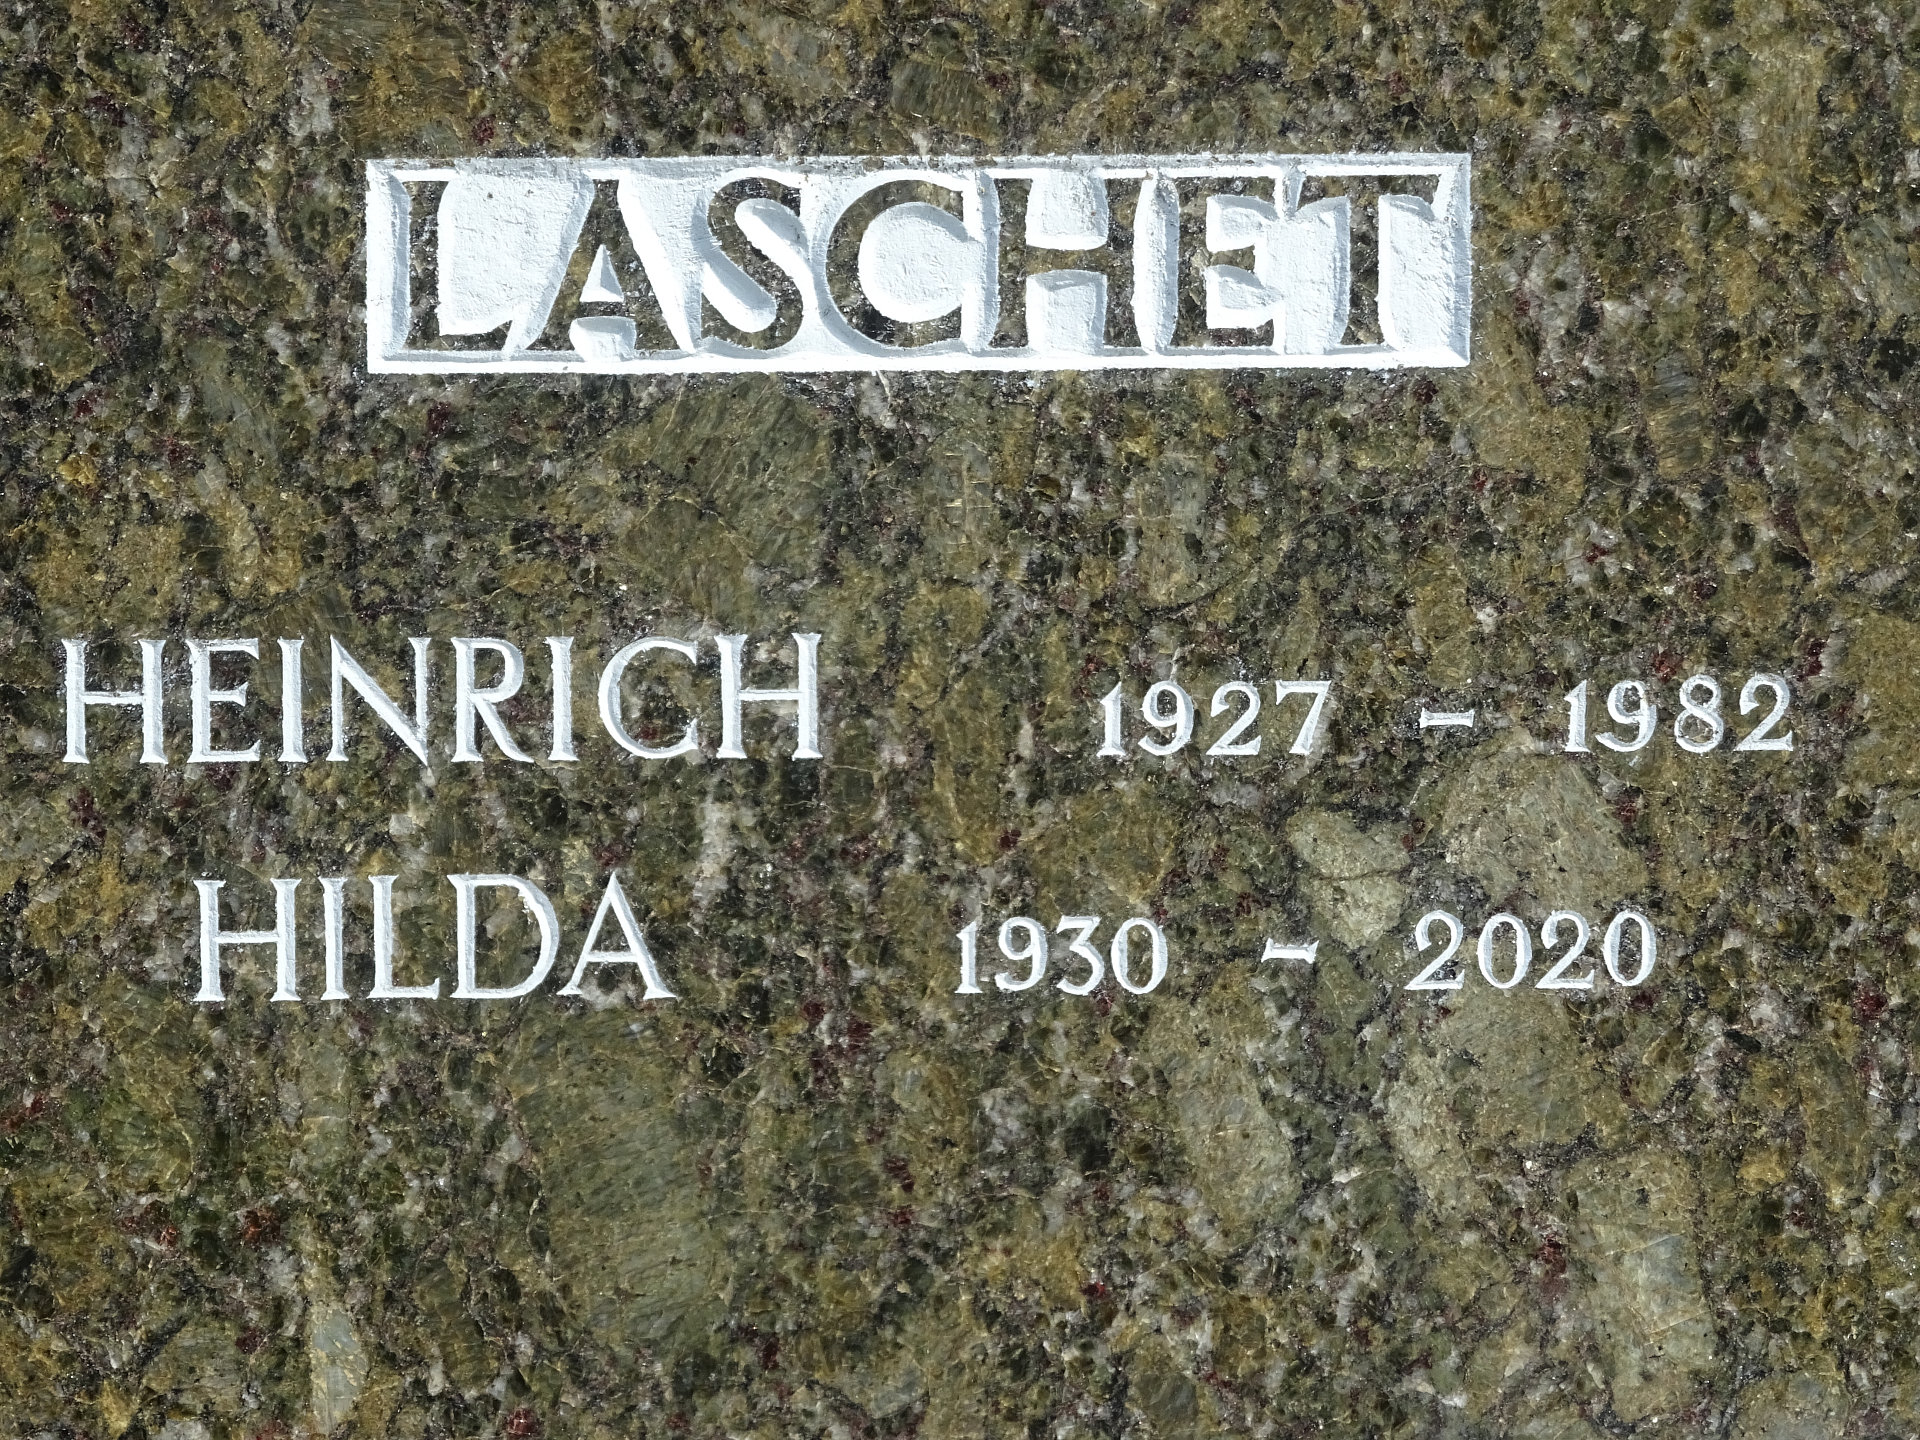 LASCHET
HEINRICH 1927 - 1982
HILDA 1930 - 2020